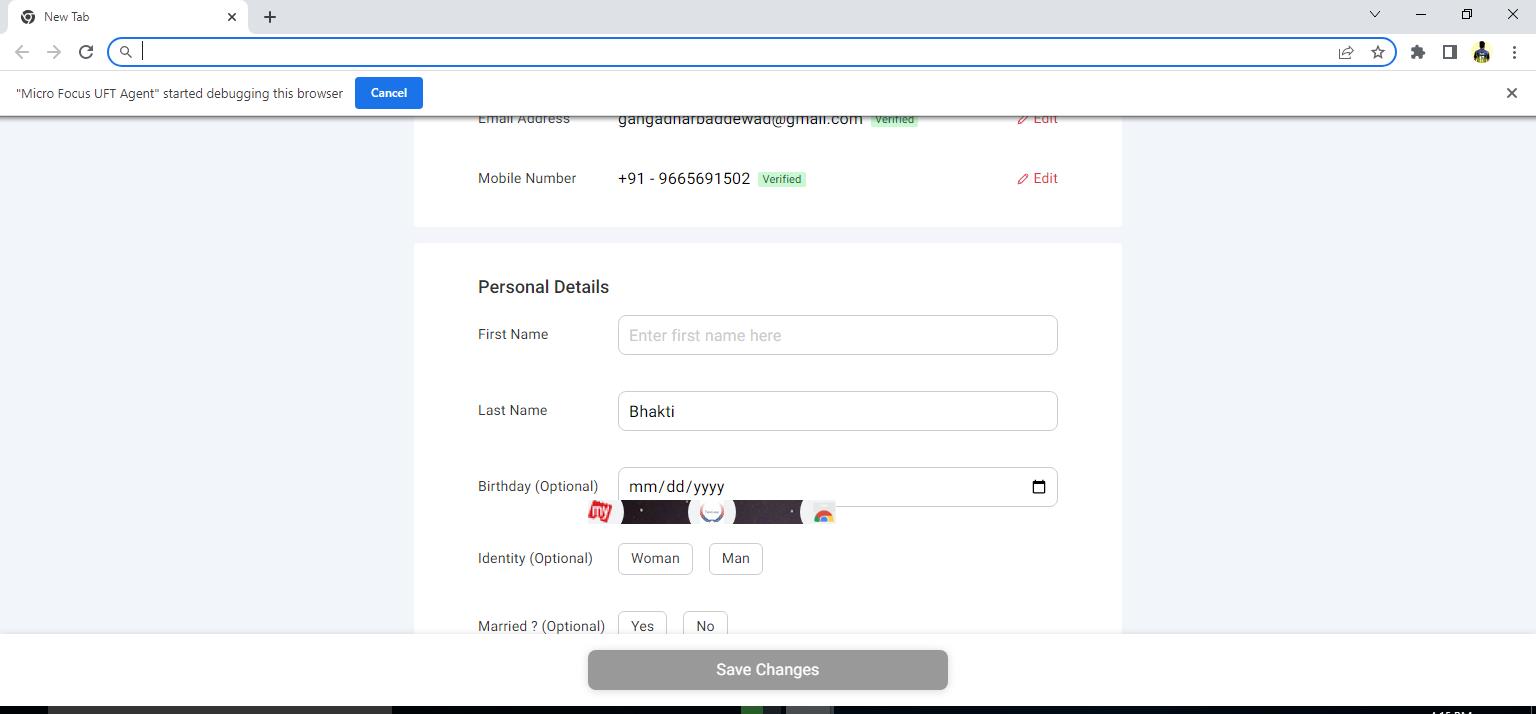 New Tab
"Micro Focus UFT Agent" started debugging this browser Cancel
Email Address gangadharbaddewad@gmail.com Verified Edit
Mobile Number +91 - 9665691502 Verified Edit
Personal Details
First Name Enter first name here
Last Name Bhakti
Birthday (Optional) mm/dd/yyyy
my
Identity (Optional) Woman Man
Married ? (Optional) Yes No
Save Changes